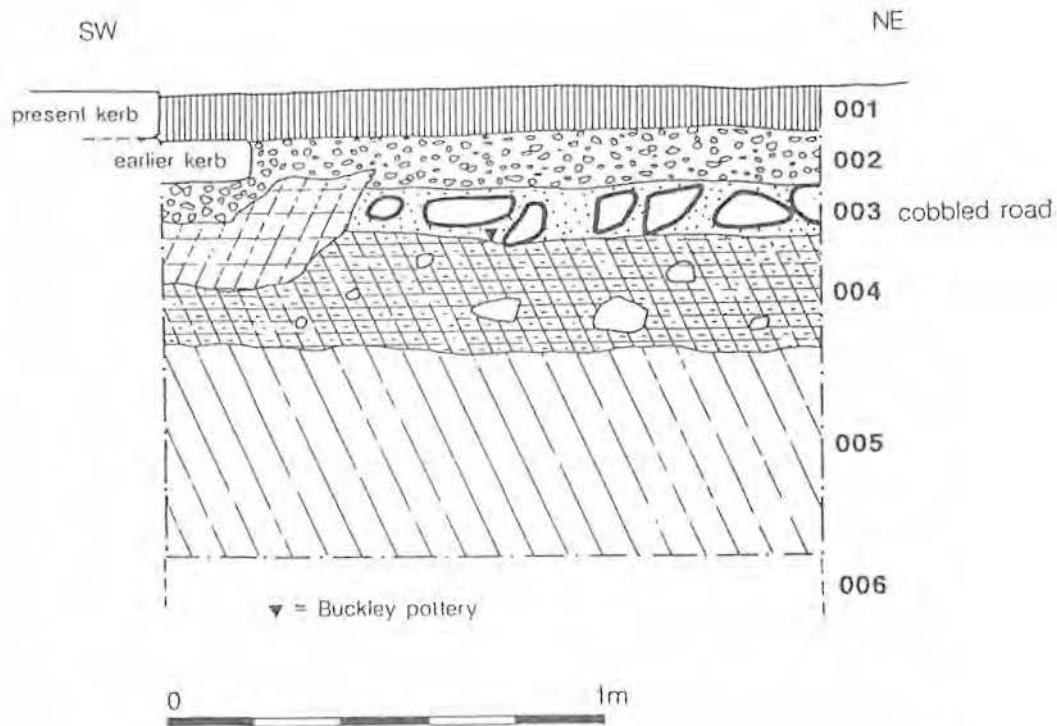 SW
NE
present kerb
001
earlier kerb
002
003 cobbled road
004
005
006
▼ = Buckley pottery
0
1m